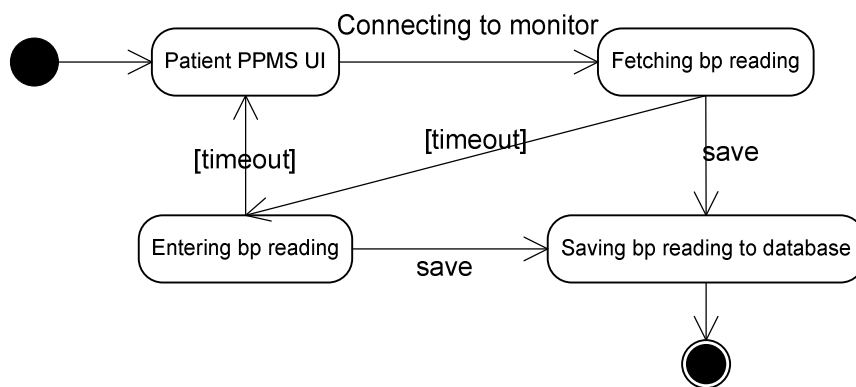 Connecting to monitor
Patient PPMS UI
Fetching bp reading
[timeout]
[timeout]
save
Entering bp reading
save
Saving bp reading to database